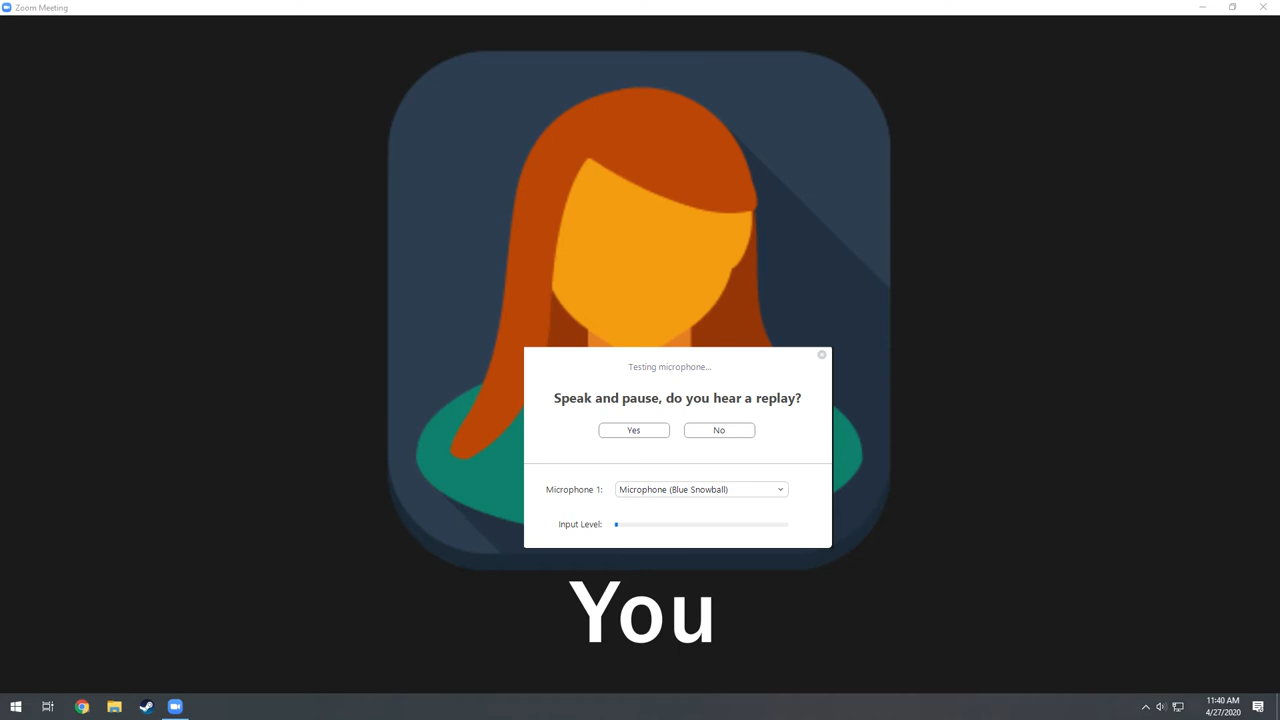 Zoom Meeting
Testing microphone...
Speak and pause, do you hear a replay?
Yes No
Microphone 1: Microphone (Blue Snowball)
Input Level:
You
11:40 AM
4/27/2020